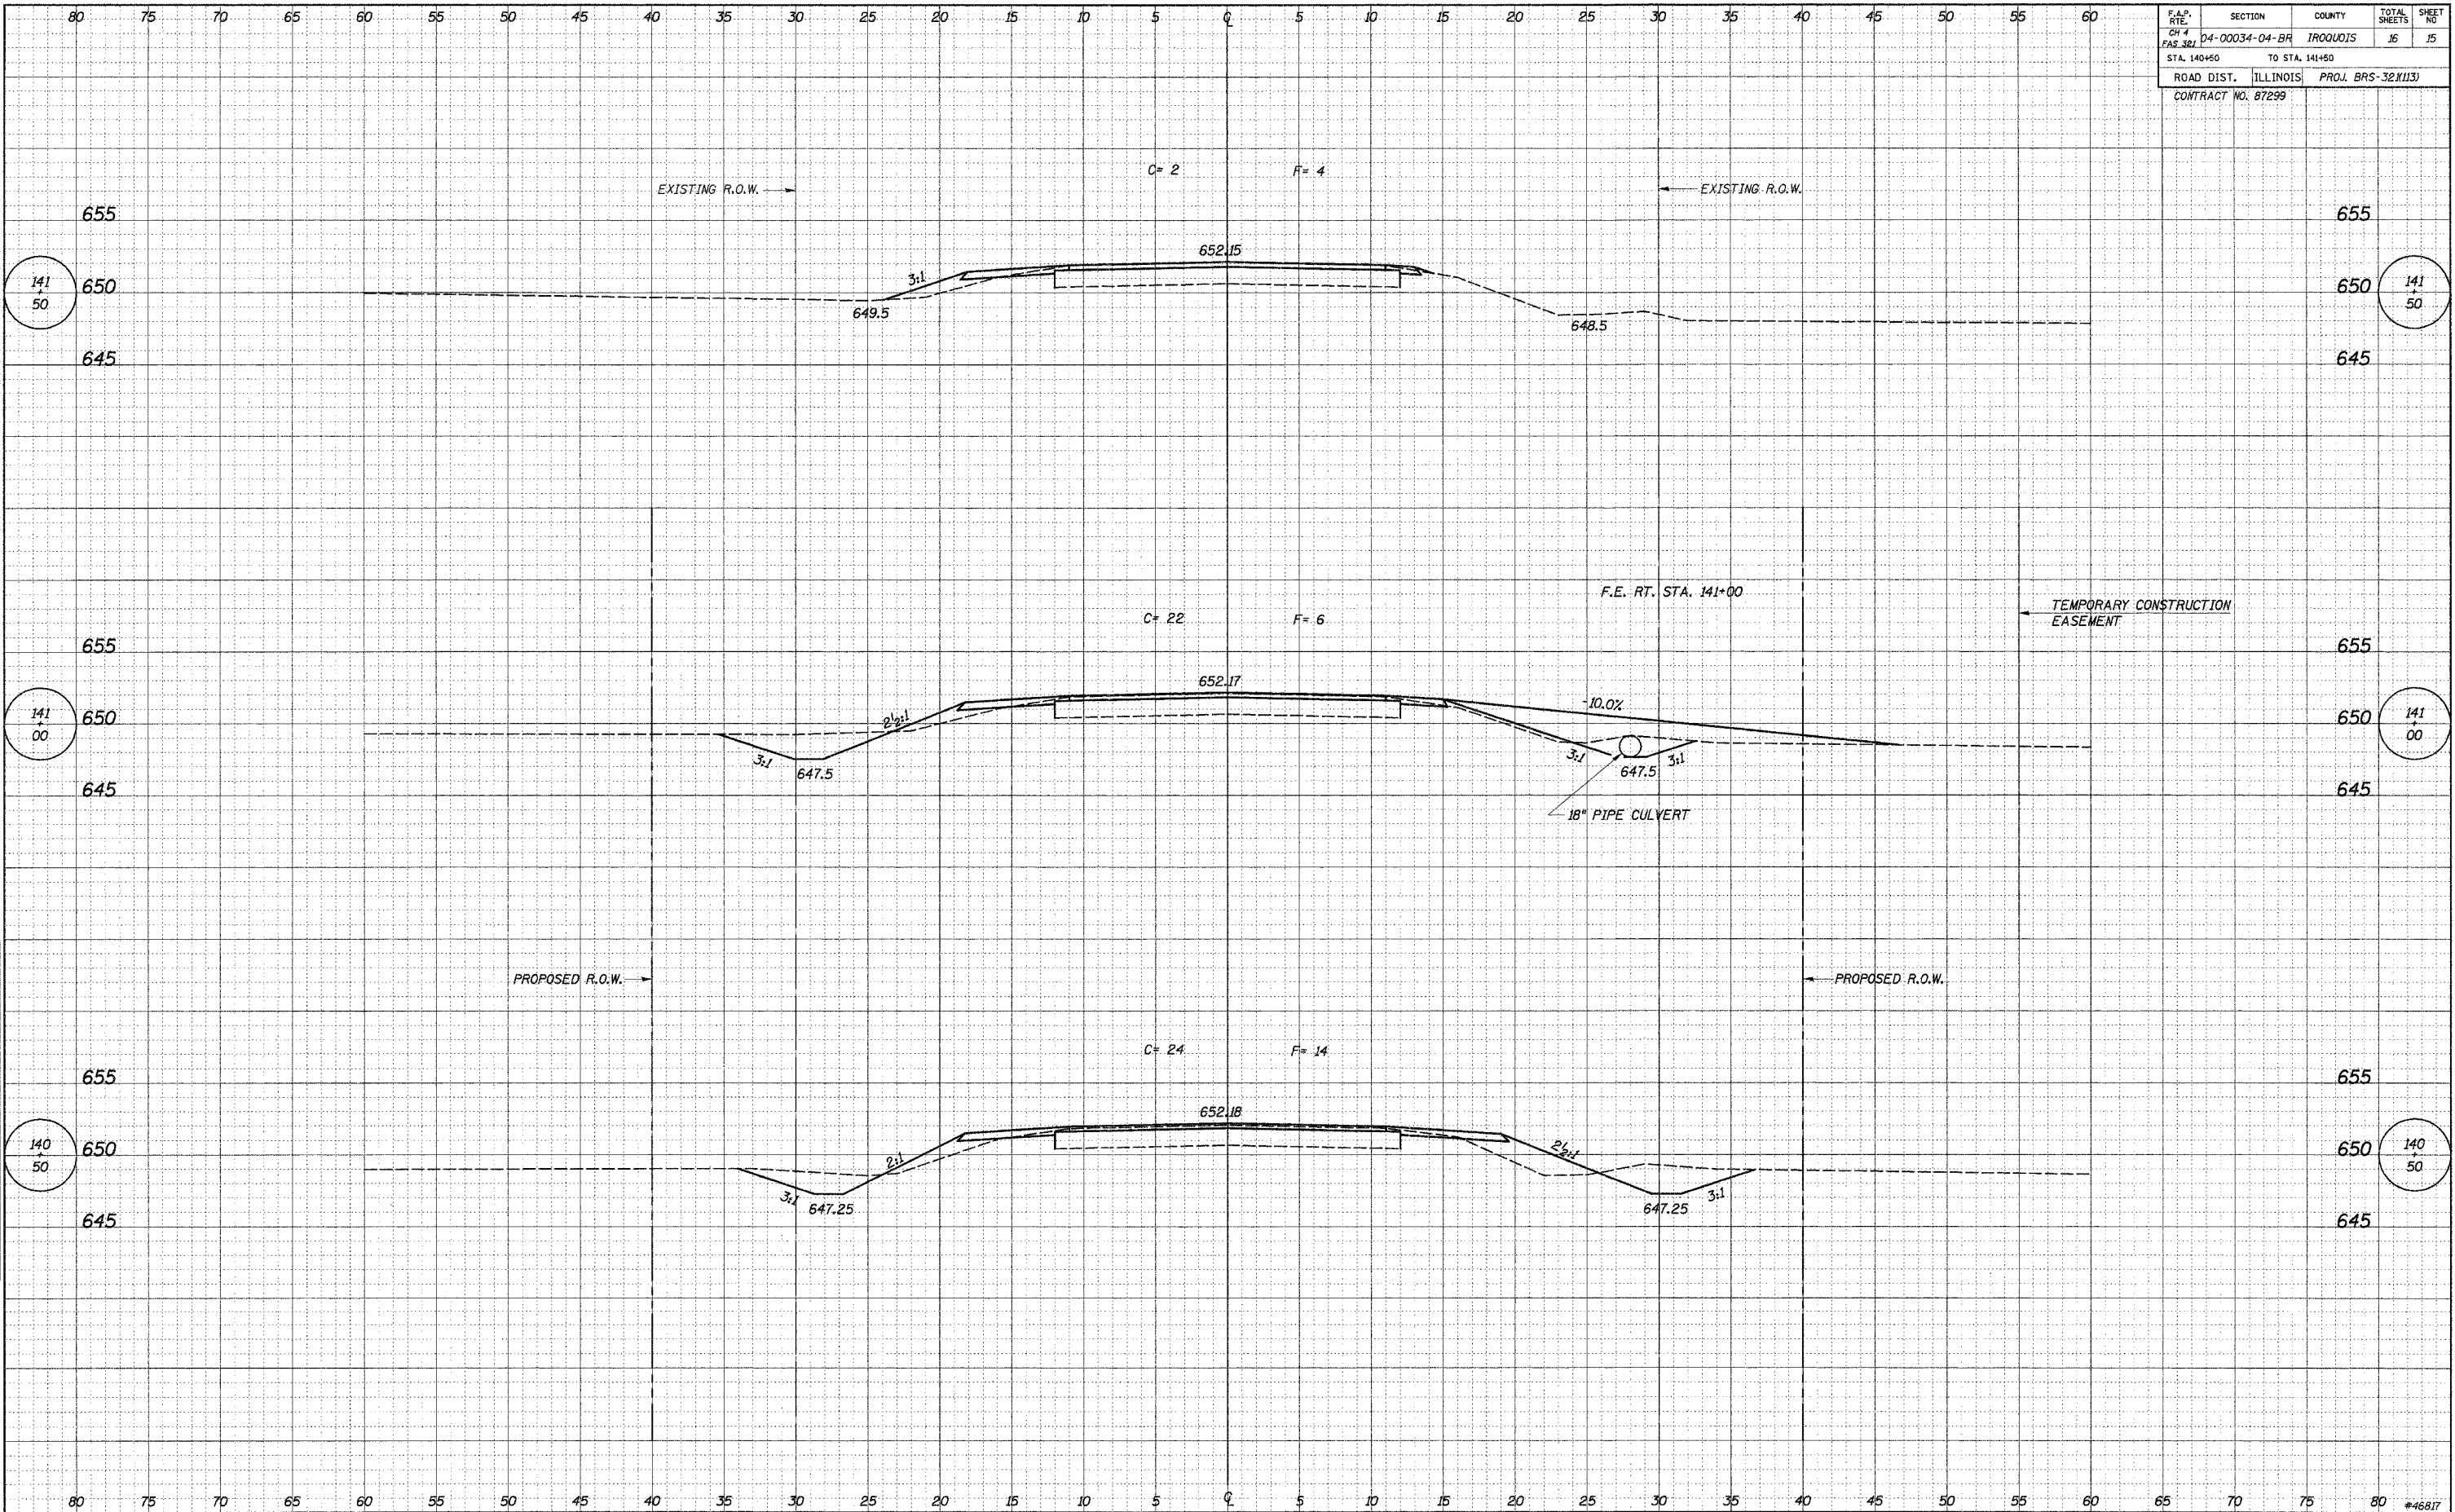 80 75 70 65 60 55 50 45 40 35 30 25 20 15 10 5 ℄ 5 10 15 20 25 30 35 40 45 50 55 60
F.A.P. RTE. SECTION COUNTY TOTAL SHEETS SHEET NO
CH 4 FAS 321 04-00034-04-BR IROQUOIS 16 15
STA. 140+50 TO STA. 141+50
ROAD DIST. ILLINOIS PROJ. BRS-321(113)
CONTRACT NO. 87299
C= 2 F= 4
EXISTING R.O.W. EXISTING R.O.W.
655 655
652.15
3:1
141 + 50 650 650 141 + 50
649.5 648.5
645 645
F.E. RT. STA. 141+00
TEMPORARY CONSTRUCTION
EASEMENT
C= 22 F= 6
655 655
652.17
-10.0%
2½:1
141 + 00 650 650 141 + 00
3:1 647.5 3:1 647.5 3:1
645 645
18" PIPE CULVERT
PROPOSED R.O.W. PROPOSED R.O.W.
C= 24 F= 14
655 655
652.18
2:1 2½:1
140 + 50 650 650 140 + 50
3:1 647.25 647.25 3:1
645 645
80 75 70 65 60 55 50 45 40 35 30 25 20 15 10 5 ℄ 5 10 15 20 25 30 35 40 45 50 55 60 65 70 75 80
#46817